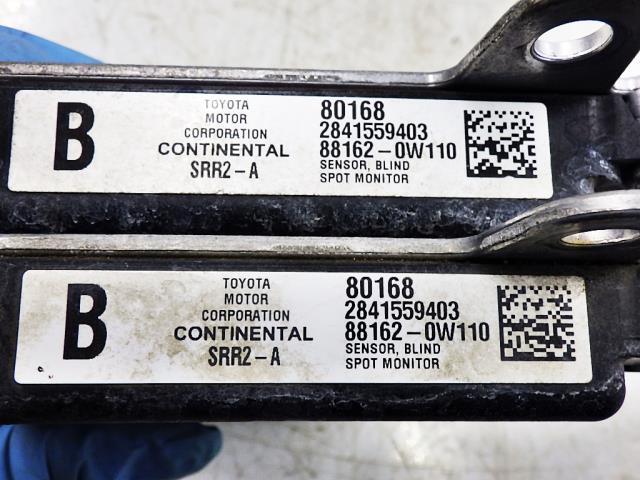 B
TOYOTA
MOTOR
CORPORATION
CONTINENTAL
SRR2-A
80168
2841559403
88162-0W110
SENSOR, BLIND
SPOT MONITOR
B
TOYOTA
MOTOR
CORPORATION
CONTINENTAL
SRR2-A
80168
2841559403
88162-0W110
SENSOR, BLIND
SPOT MONITOR